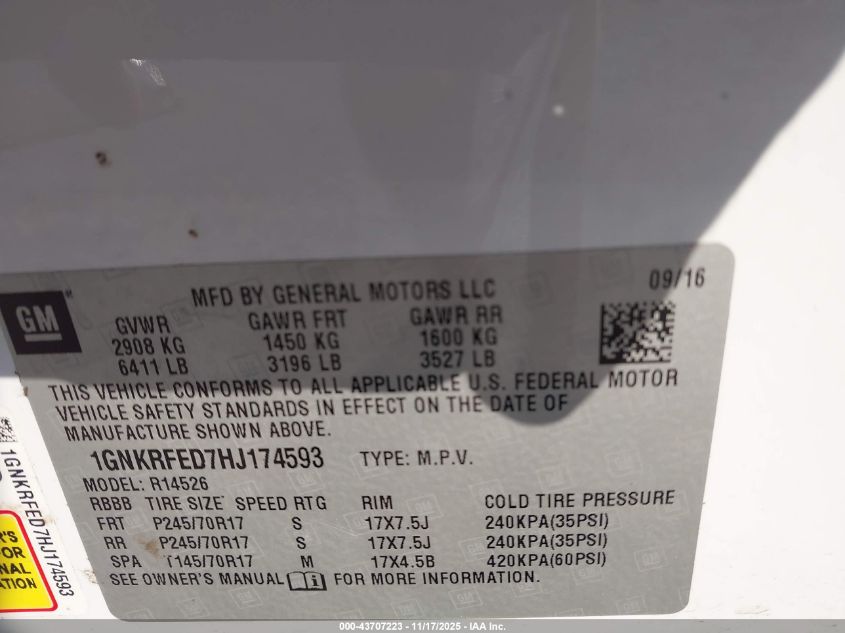 MFD BY GENERAL MOTORS LLC
09/16
GM
GVWR GAWR FRT GAWR RR
2908 KG 1450 KG 1600 KG
6411 LB 3196 LB 3527 LB
THIS VEHICLE CONFORMS TO ALL APPLICABLE U.S. FEDERAL MOTOR
VEHICLE SAFETY STANDARDS IN EFFECT ON THE DATE OF
MANUFACTURE SHOWN ABOVE.
1GNKRFED7HJ174593 TYPE: M.P.V.
MODEL: R14526
RBBB TIRE SIZE SPEED RTG RIM COLD TIRE PRESSURE
FRT P245/70R17 S 17X7.5J 240KPA(35PSI)
RR P245/70R17 S 17X7.5J 240KPA(35PSI)
SPA T145/70R17 M 17X4.5B 420KPA(60PSI)
SEE OWNER'S MANUAL FOR MORE INFORMATION.
1GNKRFED7HJ174593
000-43707223 - 11/17/2025 - IAA Inc.